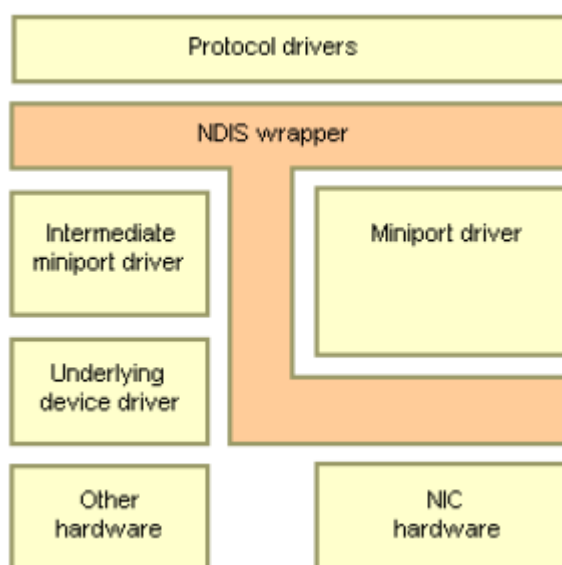 Protocol drivers
NDIS wrapper
Intermediate
miniport driver
Miniport driver
Underlying
device driver
Other
hardware
NIC
hardware